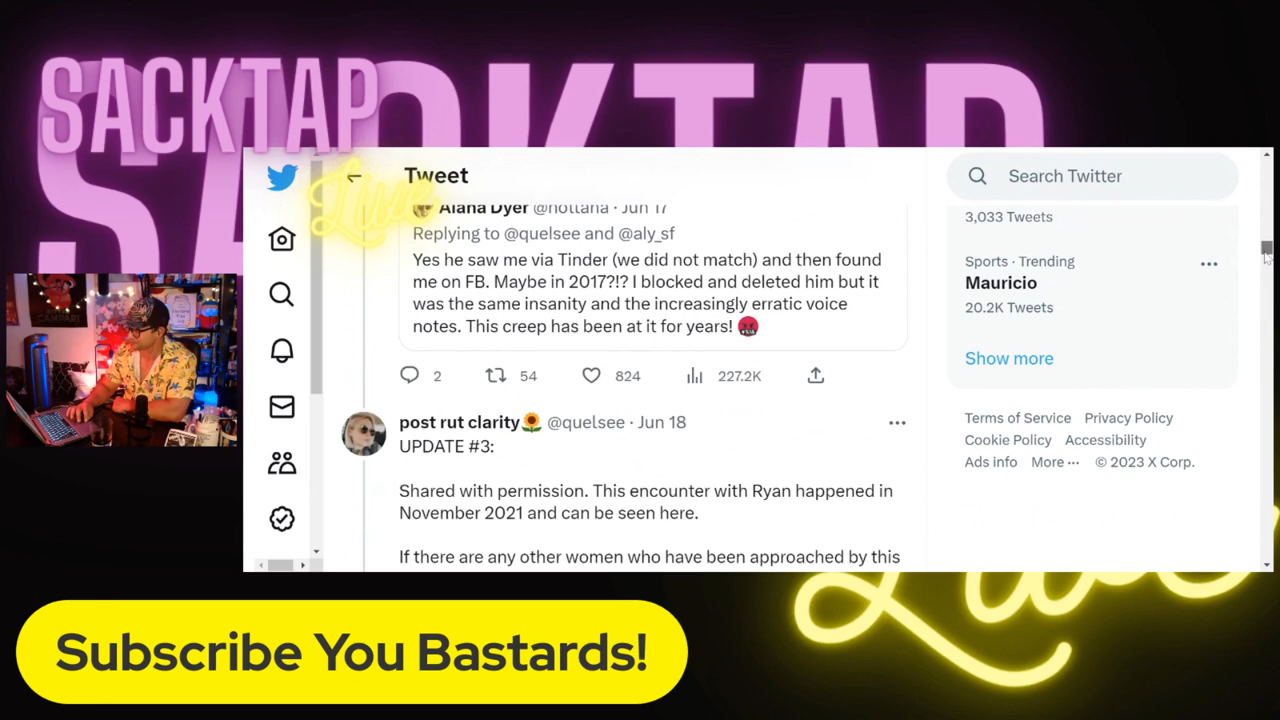 SACKTAP
SACKTAP
Live
Tweet
Search Twitter
Alana Dyer @nottana · Jun 17
Replying to @quelsee and @aly_sf
Yes he saw me via Tinder (we did not match) and then found
me on FB. Maybe in 2017?!? I blocked and deleted him but it
was the same insanity and the increasingly erratic voice
notes. This creep has been at it for years! 🤬
2
54
824
227.2K
post rut clarity🌻 @quelsee · Jun 18
UPDATE #3:
Shared with permission. This encounter with Ryan happened in
November 2021 and can be seen here.
If there are any other women who have been approached by this
3,033 Tweets
Sports · Trending
Mauricio
20.2K Tweets
Show more
Terms of Service Privacy Policy
Cookie Policy Accessibility
Ads info More ··· © 2023 X Corp.
CAMPARI
Live
Subscribe You Bastards!